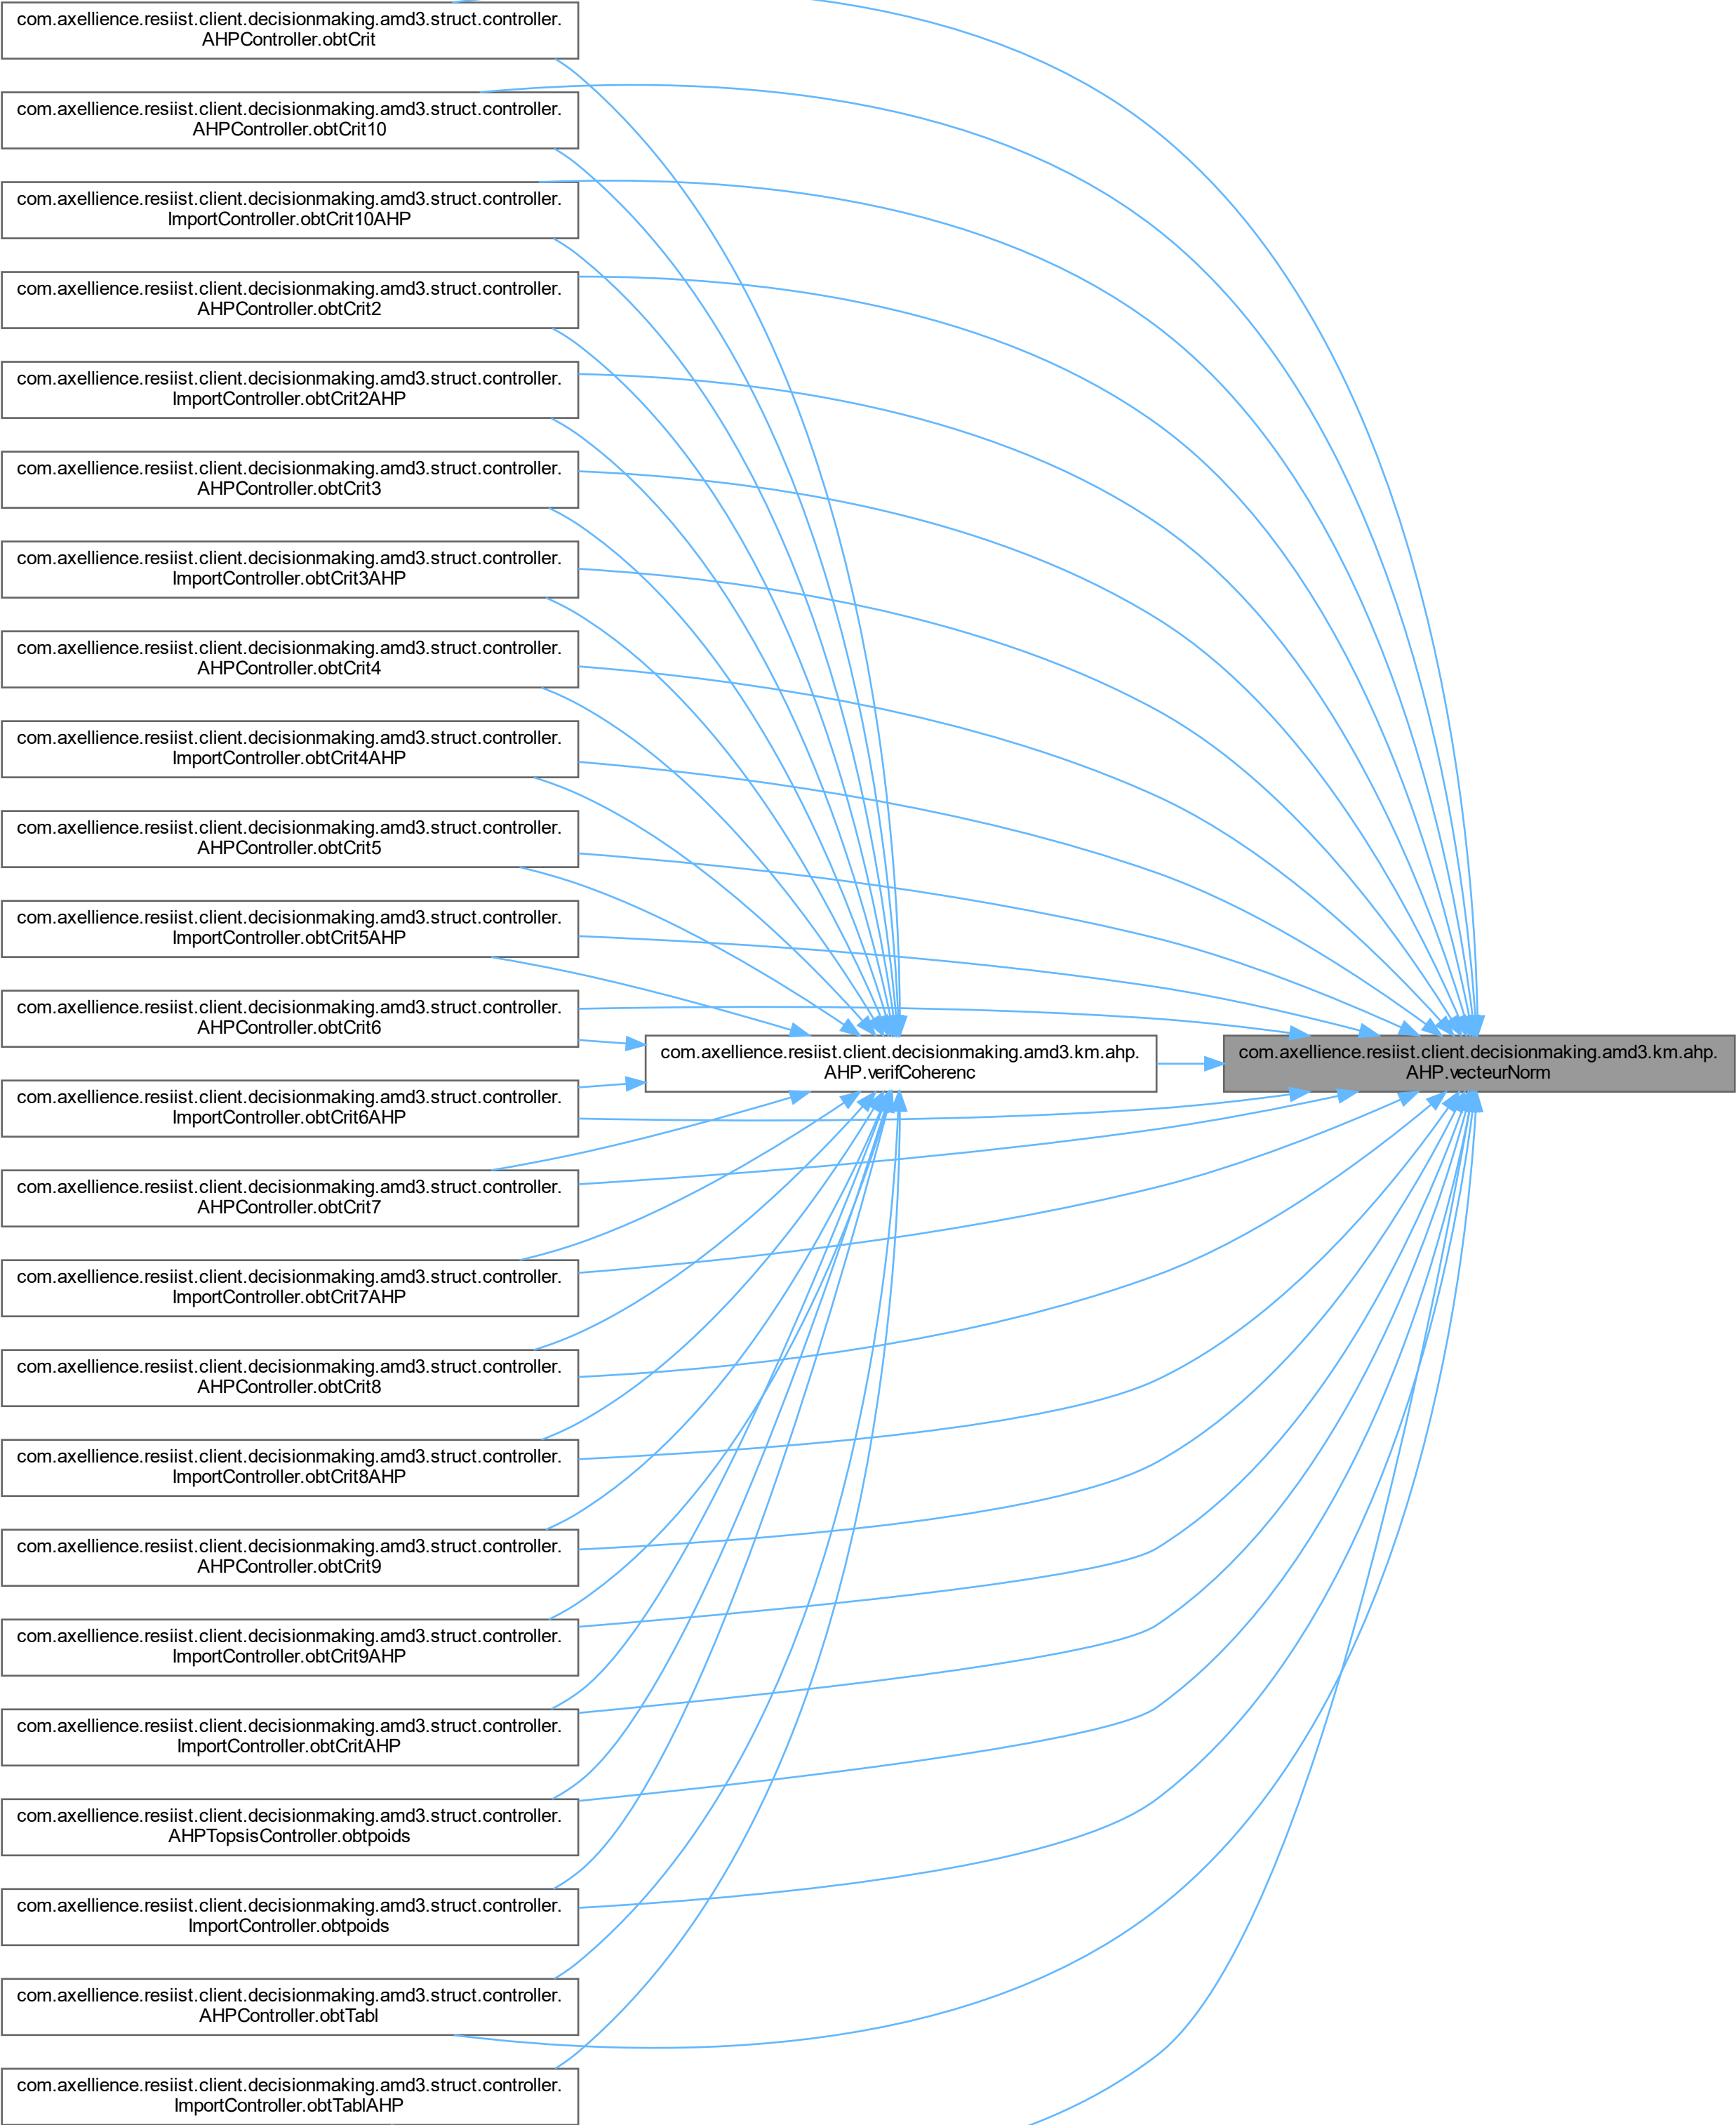 com.axellience.resiist.client.decisionmaking.amd3.struct.controller.
AHPController.obtCrit
com.axellience.resiist.client.decisionmaking.amd3.struct.controller.
AHPController.obtCrit10
com.axellience.resiist.client.decisionmaking.amd3.struct.controller.
ImportController.obtCrit10AHP
com.axellience.resiist.client.decisionmaking.amd3.struct.controller.
AHPController.obtCrit2
com.axellience.resiist.client.decisionmaking.amd3.struct.controller.
ImportController.obtCrit2AHP
com.axellience.resiist.client.decisionmaking.amd3.struct.controller.
AHPController.obtCrit3
com.axellience.resiist.client.decisionmaking.amd3.struct.controller.
ImportController.obtCrit3AHP
com.axellience.resiist.client.decisionmaking.amd3.struct.controller.
AHPController.obtCrit4
com.axellience.resiist.client.decisionmaking.amd3.struct.controller.
ImportController.obtCrit4AHP
com.axellience.resiist.client.decisionmaking.amd3.struct.controller.
AHPController.obtCrit5
com.axellience.resiist.client.decisionmaking.amd3.struct.controller.
ImportController.obtCrit5AHP
com.axellience.resiist.client.decisionmaking.amd3.struct.controller.
AHPController.obtCrit6
com.axellience.resiist.client.decisionmaking.amd3.struct.controller.
ImportController.obtCrit6AHP
com.axellience.resiist.client.decisionmaking.amd3.struct.controller.
AHPController.obtCrit7
com.axellience.resiist.client.decisionmaking.amd3.struct.controller.
ImportController.obtCrit7AHP
com.axellience.resiist.client.decisionmaking.amd3.struct.controller.
AHPController.obtCrit8
com.axellience.resiist.client.decisionmaking.amd3.struct.controller.
ImportController.obtCrit8AHP
com.axellience.resiist.client.decisionmaking.amd3.struct.controller.
AHPController.obtCrit9
com.axellience.resiist.client.decisionmaking.amd3.struct.controller.
ImportController.obtCrit9AHP
com.axellience.resiist.client.decisionmaking.amd3.struct.controller.
ImportController.obtCritAHP
com.axellience.resiist.client.decisionmaking.amd3.struct.controller.
AHPTopsisController.obtpoids
com.axellience.resiist.client.decisionmaking.amd3.struct.controller.
ImportController.obtpoids
com.axellience.resiist.client.decisionmaking.amd3.struct.controller.
AHPController.obtTabl
com.axellience.resiist.client.decisionmaking.amd3.struct.controller.
ImportController.obtTablAHP
com.axellience.resiist.client.decisionmaking.amd3.km.ahp.
AHP.verifCoherenc
com.axellience.resiist.client.decisionmaking.amd3.km.ahp.
AHP.vecteurNorm